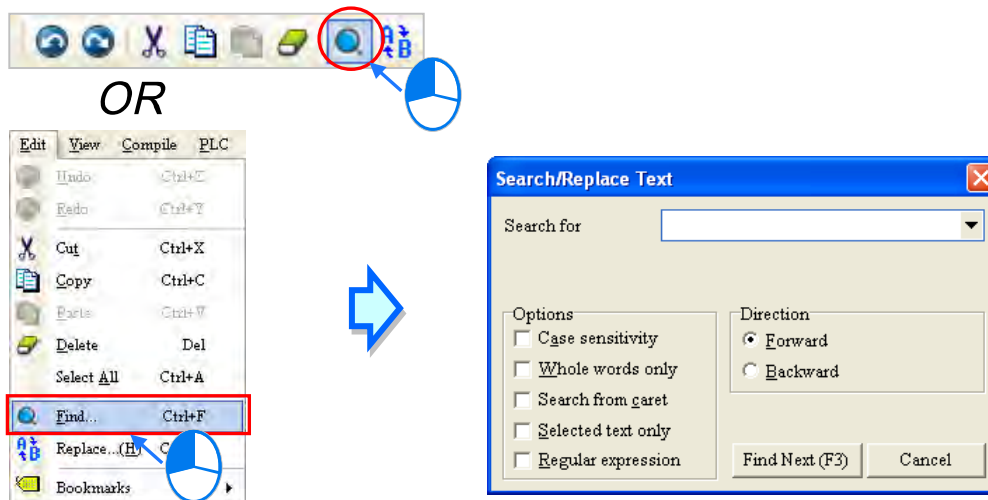 A
B
OR
Edit View Compile PLC
Undo Ctrl+Z
Redo Ctrl+Y
Cut Ctrl+X
Copy Ctrl+C
Paste Ctrl+V
Delete Del
Select All Ctrl+A
Find... Ctrl+F
A
B
Replace...(H) C
Bookmarks
Search/Replace Text
Search for
Options
Case sensitivity
Whole words only
Search from caret
Selected text only
Regular expression
Direction
Forward
Backward
Find Next (F3)
Cancel